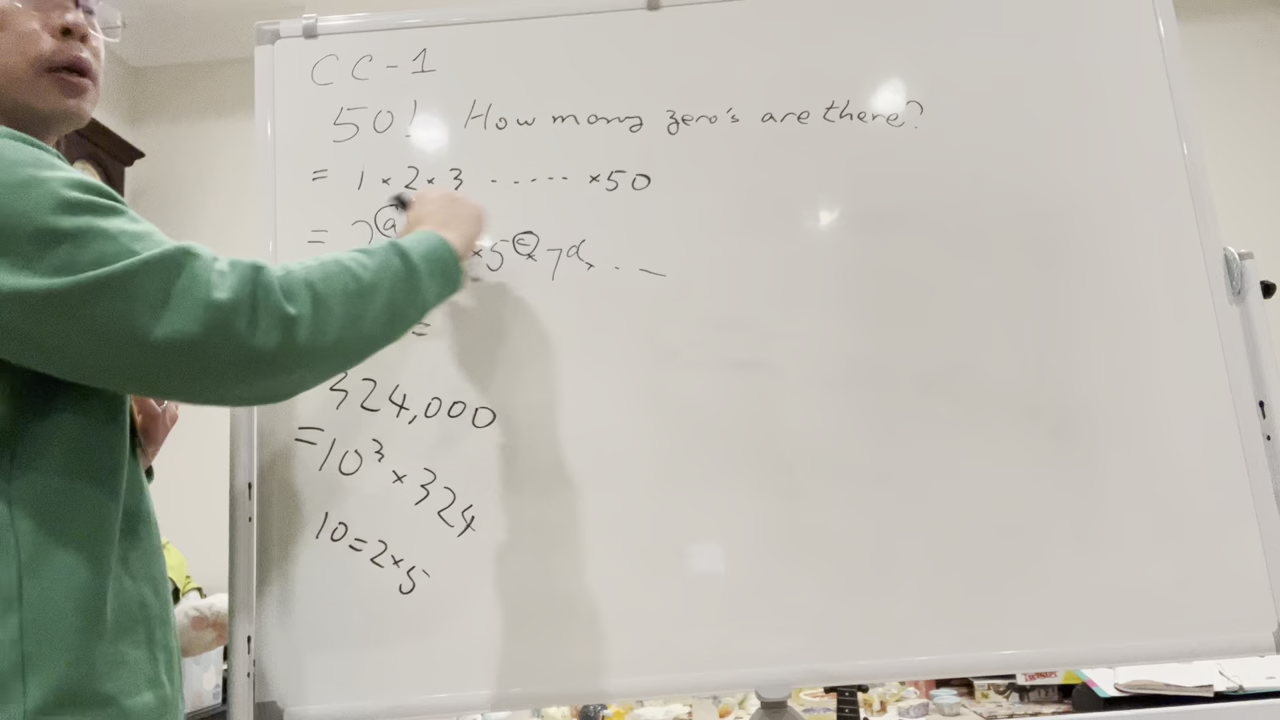 CC-1
50! How many zero's are there?
= 1 × 2 × 3 ..... ×50
= 2^a ×5^c × 7^d × . . —
=
324,000
= 10³ × 324
10 = 2 × 5